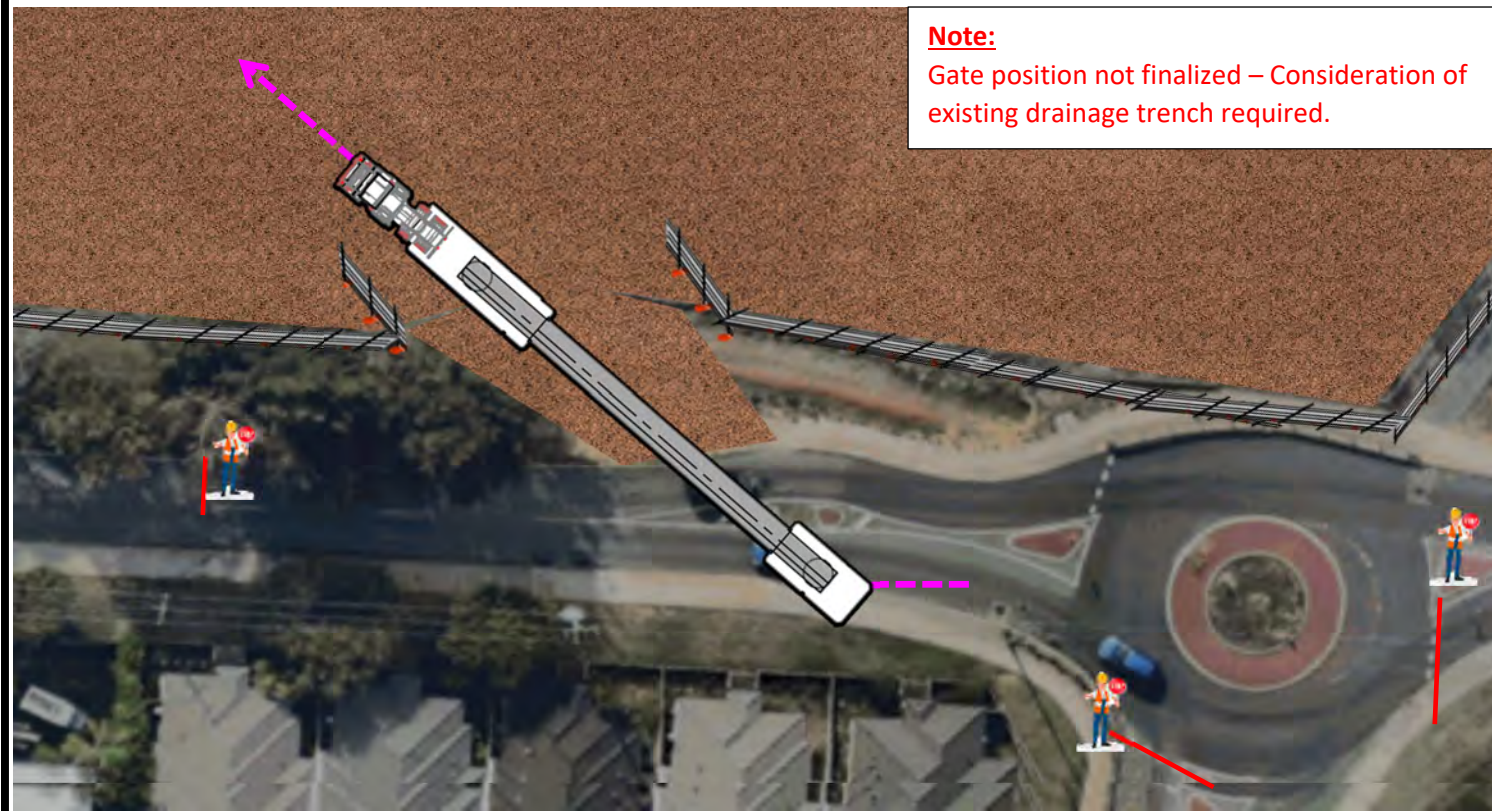 Note:
Gate position not finalized – Consideration of
existing drainage trench required.